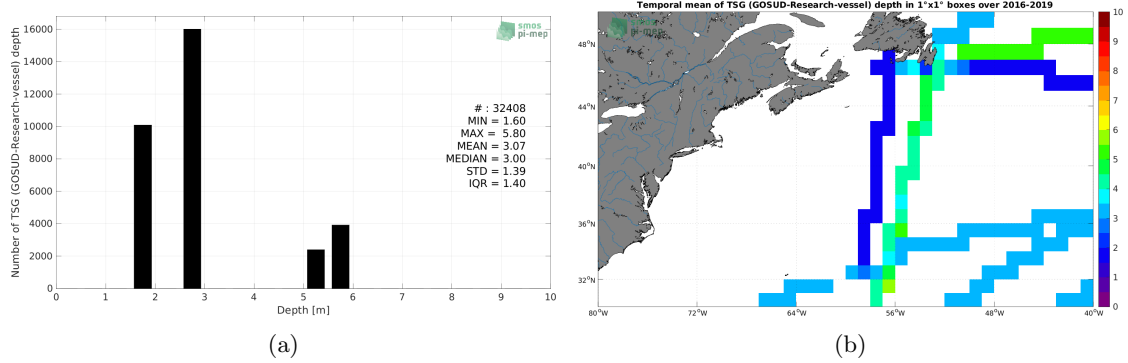 smos
pi-mep
Number of TSG (GOSUD-Research-vessel) depth
16000
14000
12000
10000
8000
6000
4000
2000
0
# : 32408
MIN = 1.60
MAX = 5.80
MEAN = 3.07
MEDIAN = 3.00
STD = 1.39
IQR = 1.40
0 1 2 3 4 5 6 7 8 9 10
Depth [m]
(a)
Temporal mean of TSG (GOSUD-Research-vessel) depth in 1°x1° boxes over 2016-2019
smos
pi-mep
48°N
44°N
40°N
36°N
32°N
80°W 72°W 64°W 56°W 48°W 40°W
10
9
8
7
6
5
4
3
2
1
0
(b)